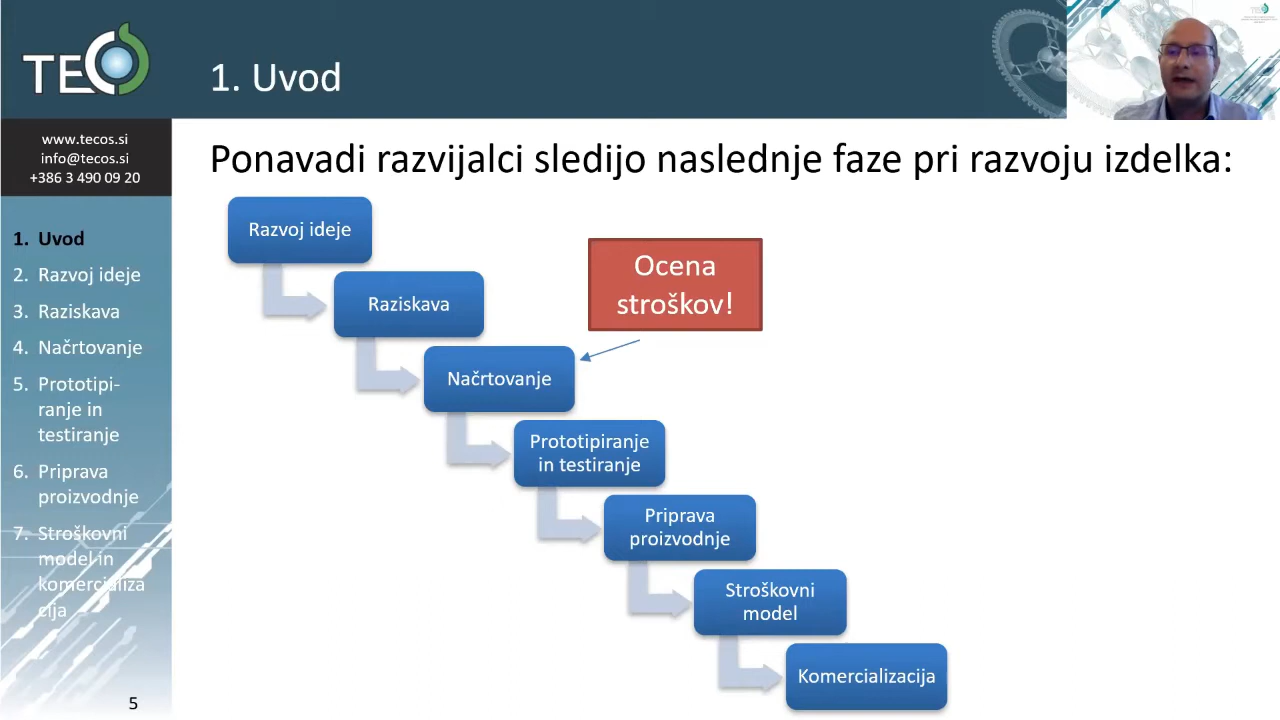 TECOS
1. Uvod
www.tecos.si
info@tecos.si
+386 3 490 09 20
1. Uvod
2. Razvoj ideje
3. Raziskava
4. Načrtovanje
5. Prototipi-
ranje in
testiranje
6. Priprava
proizvodnje
7. Stroškovni
model in
komercializa
cija
5
Ponavadi razvijalci sledijo naslednje faze pri razvoju izdelka:
Razvoj ideje
Raziskava
Ocena
stroškov!
Načrtovanje
Prototipiranje
in testiranje
Priprava
proizvodnje
Stroškovni
model
Komercializacija